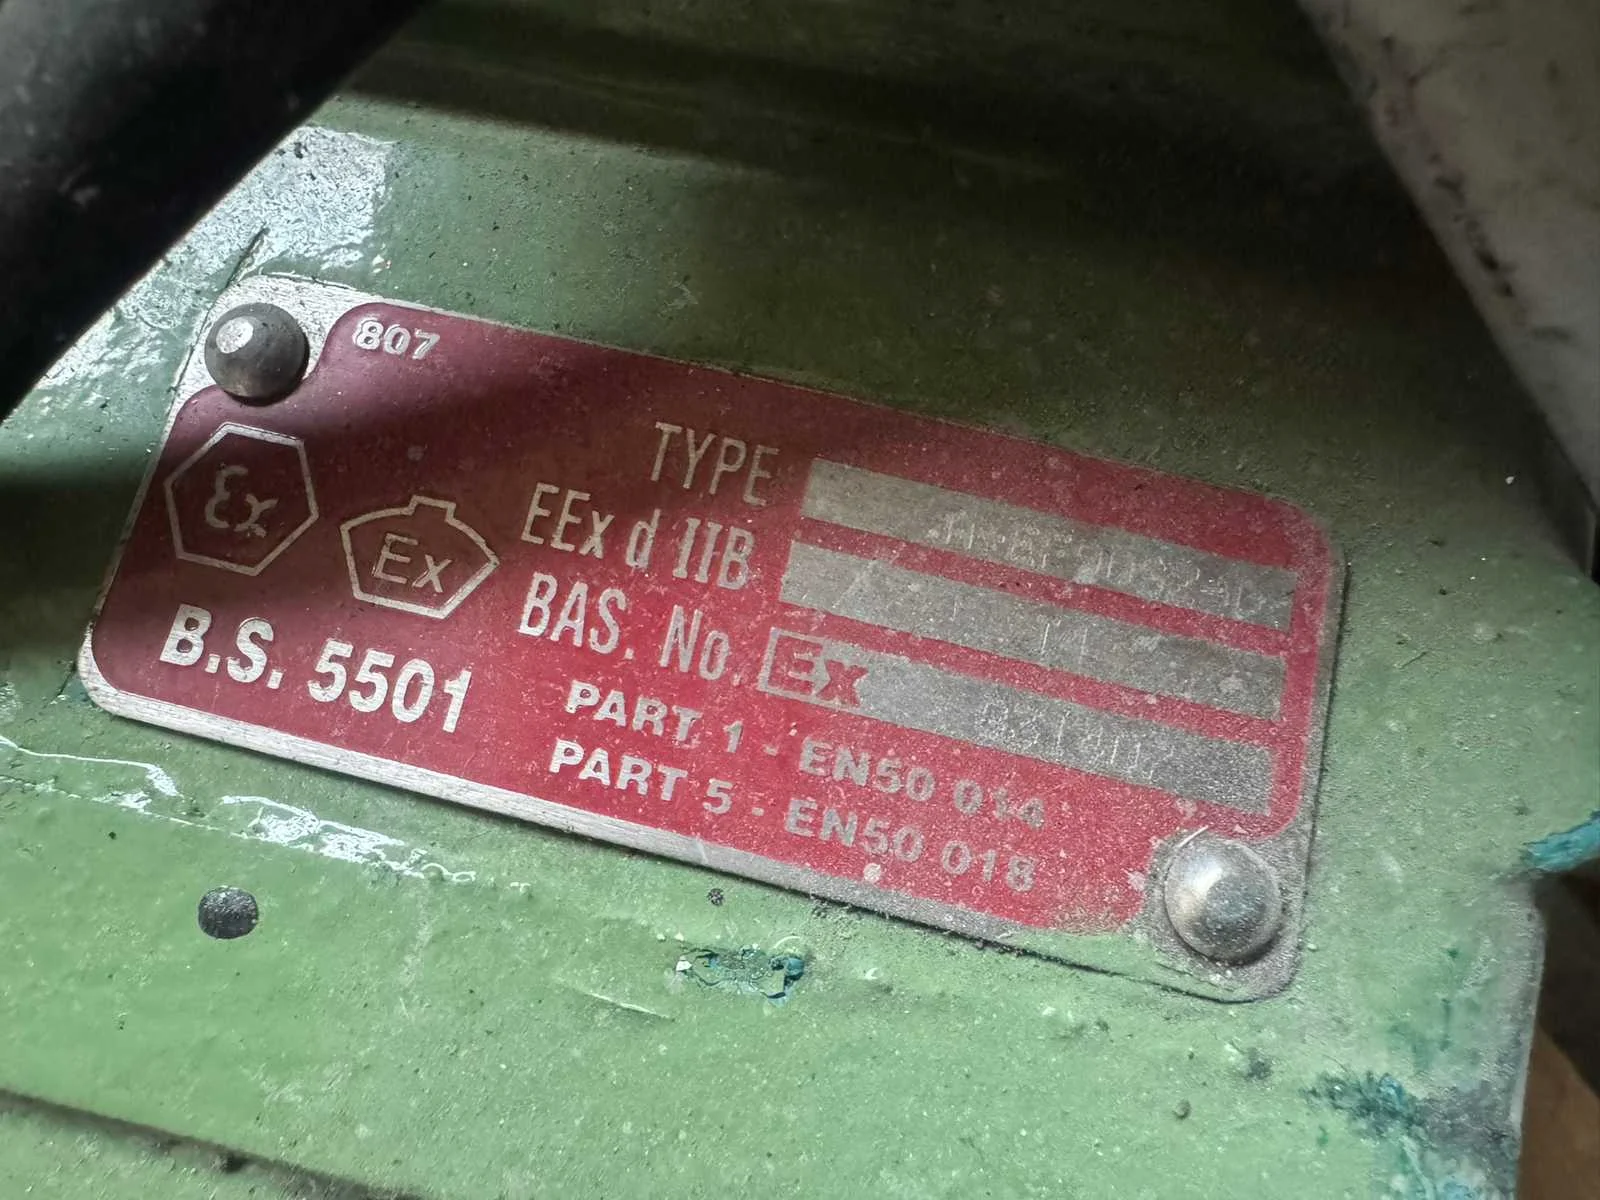 807
TYPE
EEx d IIB
BAS. No. Ex
Ex
Ex
B.S. 5501
PART 1 - EN50 014
PART 5 - EN50 018